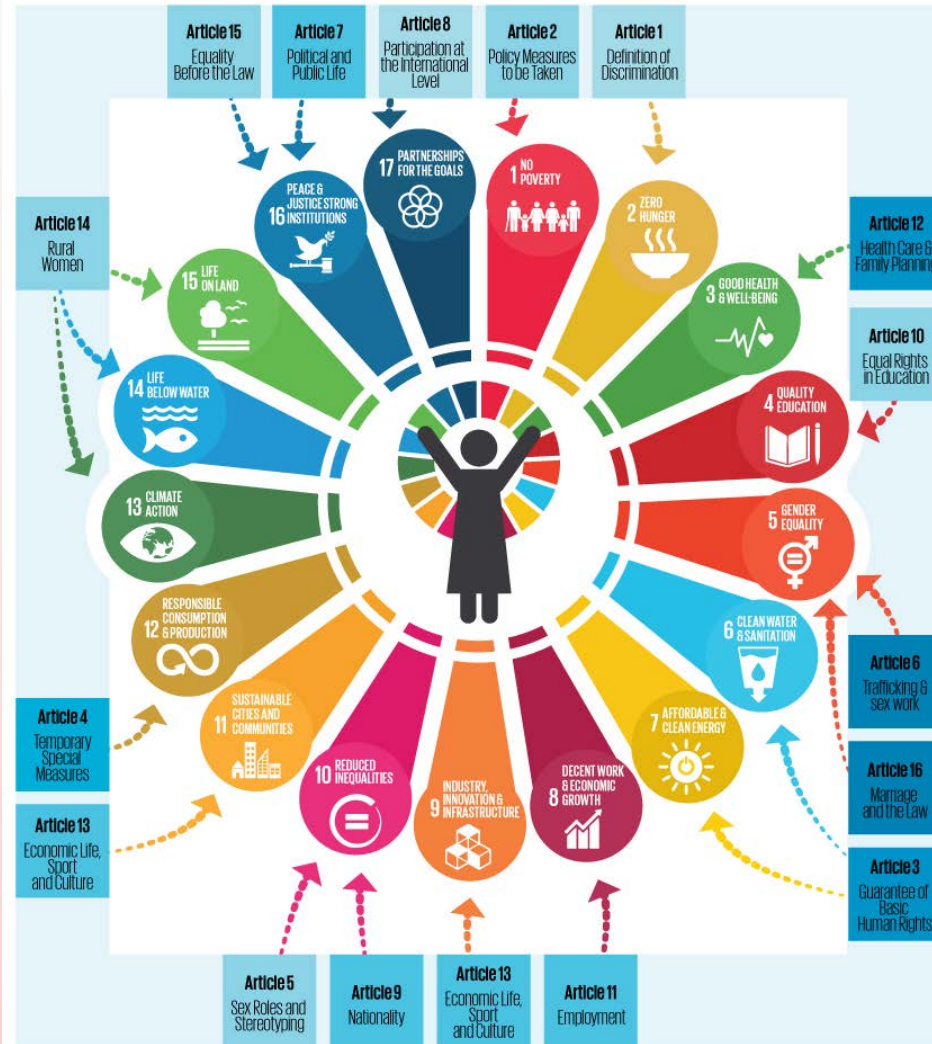 Article 15
Equality
Before the Law
Article 7
Political and
Public Life
Article 8
Participation at
the International
Level
Article 2
Policy Measures
to be Taken
Article 1
Definition of
Discrimination
Article 14
Rural
Women
Article 12
Health Care &
Family Planning
Article 10
Equal Rights
in Education
1 NO
POVERTY
2 ZERO
HUNGER
3 GOOD HEALTH
& WELL-BEING
4 QUALITY
EDUCATION
5 GENDER
EQUALITY
6 CLEAN WATER
& SANITATION
7 AFFORDABLE &
CLEAN ENERGY
8 DECENT WORK
& ECONOMIC
GROWTH
9 INDUSTRY,
INNOVATION &
INFRASTRUCTURE
10 REDUCED
INEQUALITIES
11 SUSTAINABLE
CITIES AND
COMMUNITIES
12 RESPONSIBLE
CONSUMPTION
& PRODUCTION
13 CLIMATE
ACTION
14 LIFE
BELOW WATER
15 LIFE
ON LAND
16 PEACE &
JUSTICE STRONG
INSTITUTIONS
17 PARTNERSHIPS
FOR THE GOALS
Article 6
Trafficking &
sex work
Article 16
Marriage
and the Law
Article 3
Guarantee of
Basic
Human Rights
Article 4
Temporary
Special
Measures
Article 13
Economic Life,
Sport
and Culture
Article 5
Sex Roles and
Stereotyping
Article 9
Nationality
Article 13
Economic Life,
Sport
and Culture
Article 11
Employment